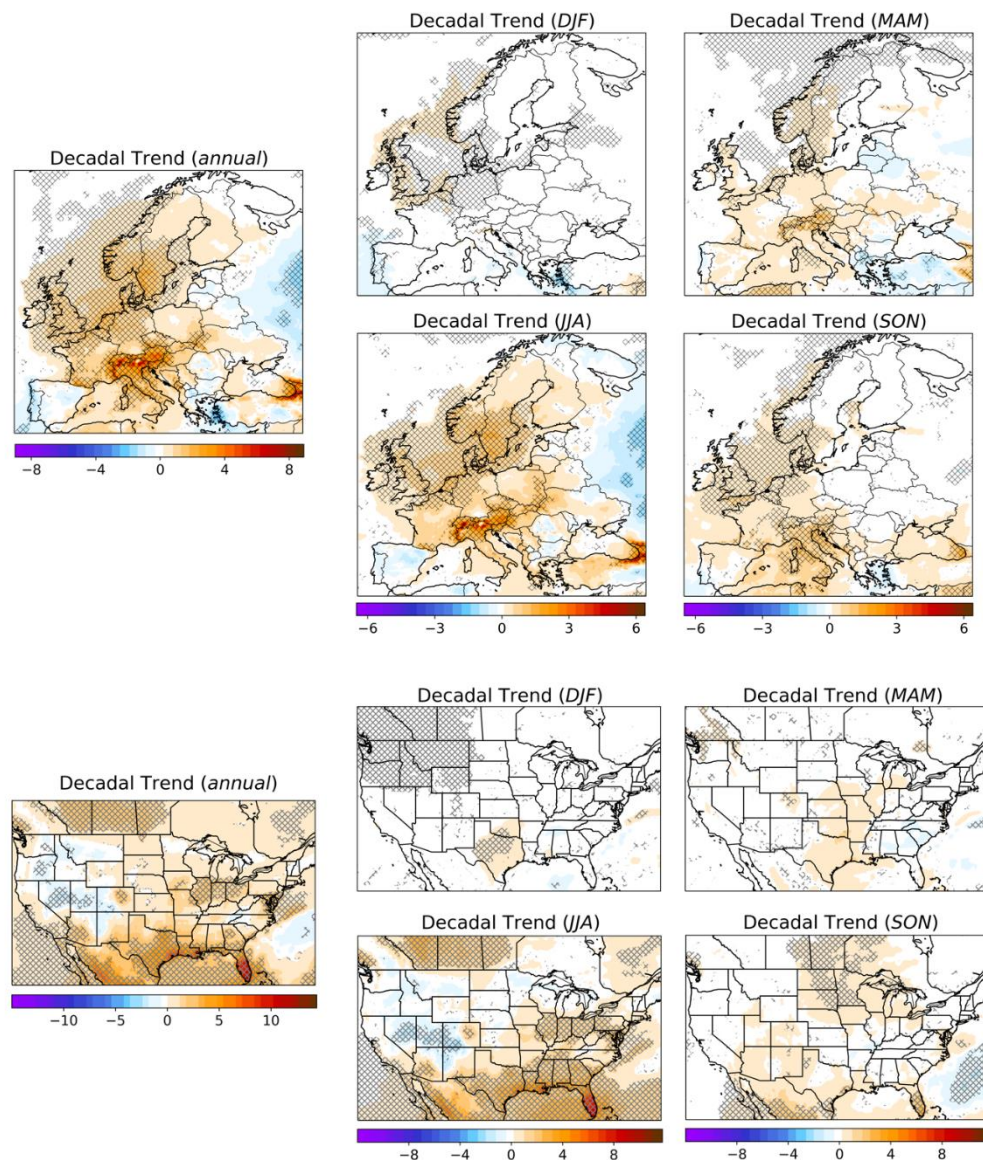 Decadal Trend (DJF)
Decadal Trend (MAM)
Decadal Trend (annual)
−8 −4 0 4 8
Decadal Trend (JJA)
Decadal Trend (SON)
−6 −3 0 3 6
−6 −3 0 3 6
Decadal Trend (DJF)
Decadal Trend (MAM)
Decadal Trend (annual)
−10 −5 0 5 10
Decadal Trend (JJA)
Decadal Trend (SON)
−8 −4 0 4 8
−8 −4 0 4 8